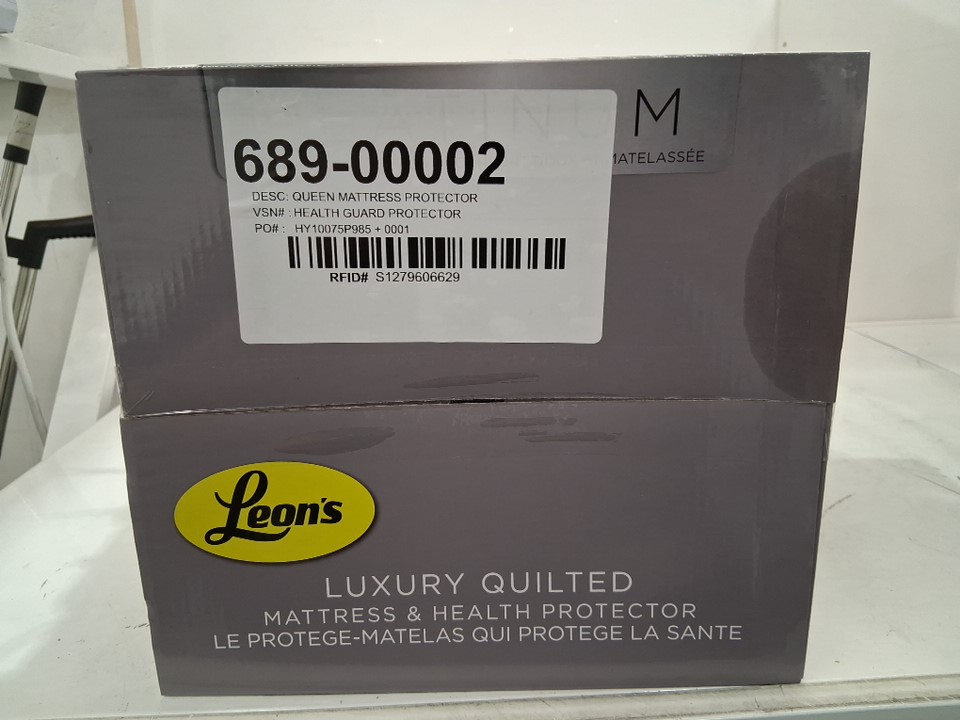 TINU M
MATELASSÉE
689-00002
DESC: QUEEN MATTRESS PROTECTOR
VSN# : HEALTH GUARD PROTECTOR
PO# : HY10075P985 + 0001
RFID# S1279606629
Leon's
LUXURY QUILTED
MATTRESS & HEALTH PROTECTOR
LE PROTEGE-MATELAS QUI PROTEGE LA SANTE